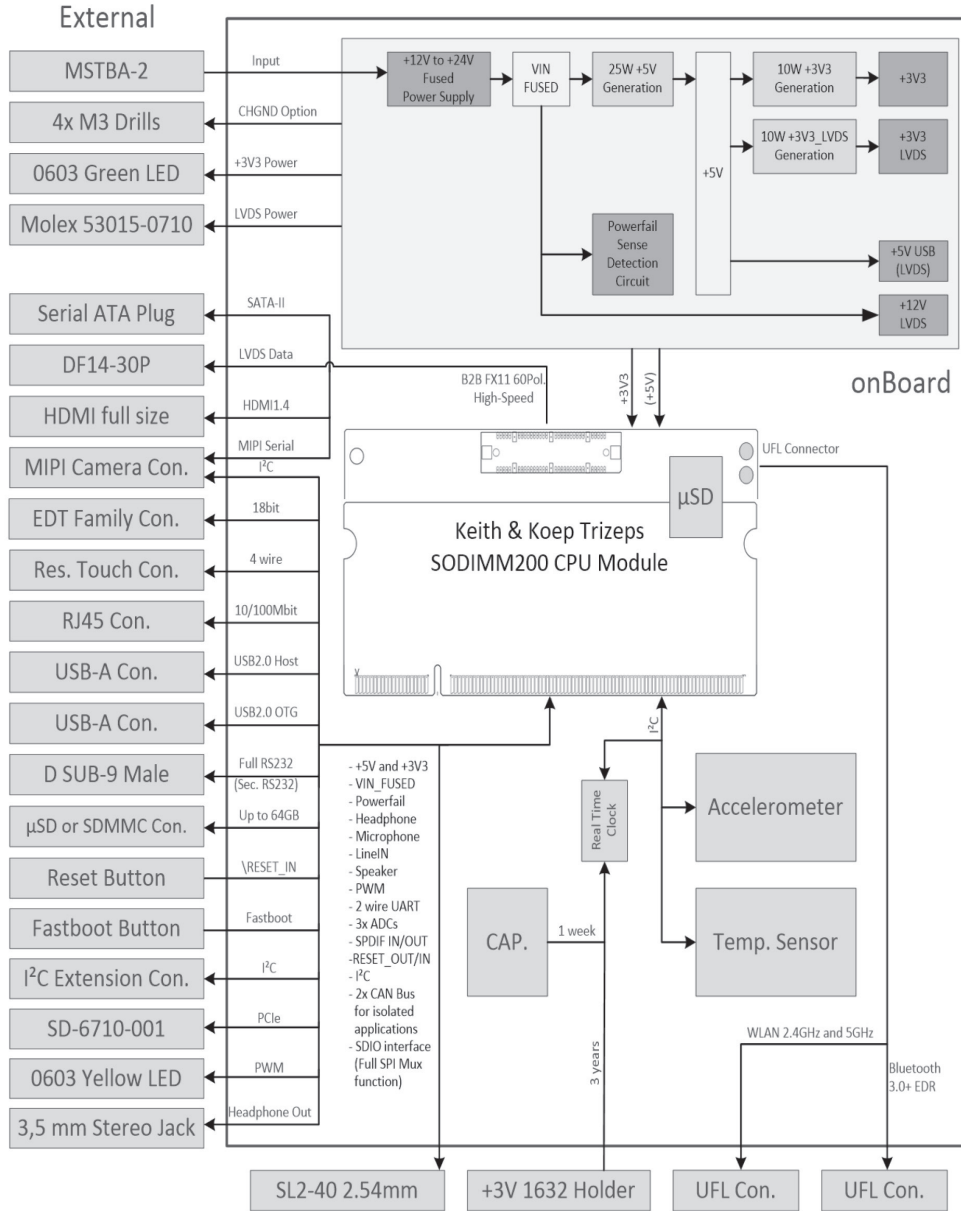 External
MSTBA-2
Input
4x M3 Drills
CHGND Option
0603 Green LED
+3V3 Power
Molex 53015-0710
LVDS Power
+12V to +24V
Fused
Power Supply
VIN
FUSED
25W +5V
Generation
+5V
10W +3V3
Generation
+3V3
10W +3V3_LVDS
Generation
+3V3
LVDS
Powerfail
Sense
Detection
Circuit
+5V USB
(LVDS)
+12V
LVDS
onBoard
+3V3
(+5V)
Serial ATA Plug
SATA-II
DF14-30P
LVDS Data
HDMI full size
HDMI1.4
MIPI Camera Con.
MIPI Serial
I²C
EDT Family Con.
18bit
Res. Touch Con.
4 wire
RJ45 Con.
10/100Mbit
USB-A Con.
USB2.0 Host
USB-A Con.
USB2.0 OTG
D SUB-9 Male
Full RS232
(Sec. RS232)
µSD or SDMMC Con.
Up to 64GB
Reset Button
\RESET_IN
Fastboot Button
Fastboot
I²C Extension Con.
I²C
SD-6710-001
PCIe
0603 Yellow LED
PWM
3,5 mm Stereo Jack
Headphone Out
B2B FX11 60Pol.
High-Speed
UFL Connector
µSD
Keith & Koep Trizeps
SODIMM200 CPU Module
- +5V and +3V3
- VIN_FUSED
- Powerfail
- Headphone
- Microphone
- LineIN
- Speaker
- PWM
- 2 wire UART
- 3x ADCs
- SPDIF IN/OUT
-RESET_OUT/IN
- I²C
- 2x CAN Bus
for isolated
applications
- SDIO interface
(Full SPI Mux
function)
I²C
Real Time
Clock
Accelerometer
CAP.
1 week
Temp. Sensor
3 years
WLAN 2.4GHz and 5GHz
Bluetooth
3.0+ EDR
SL2-40 2.54mm
+3V 1632 Holder
UFL Con.
UFL Con.